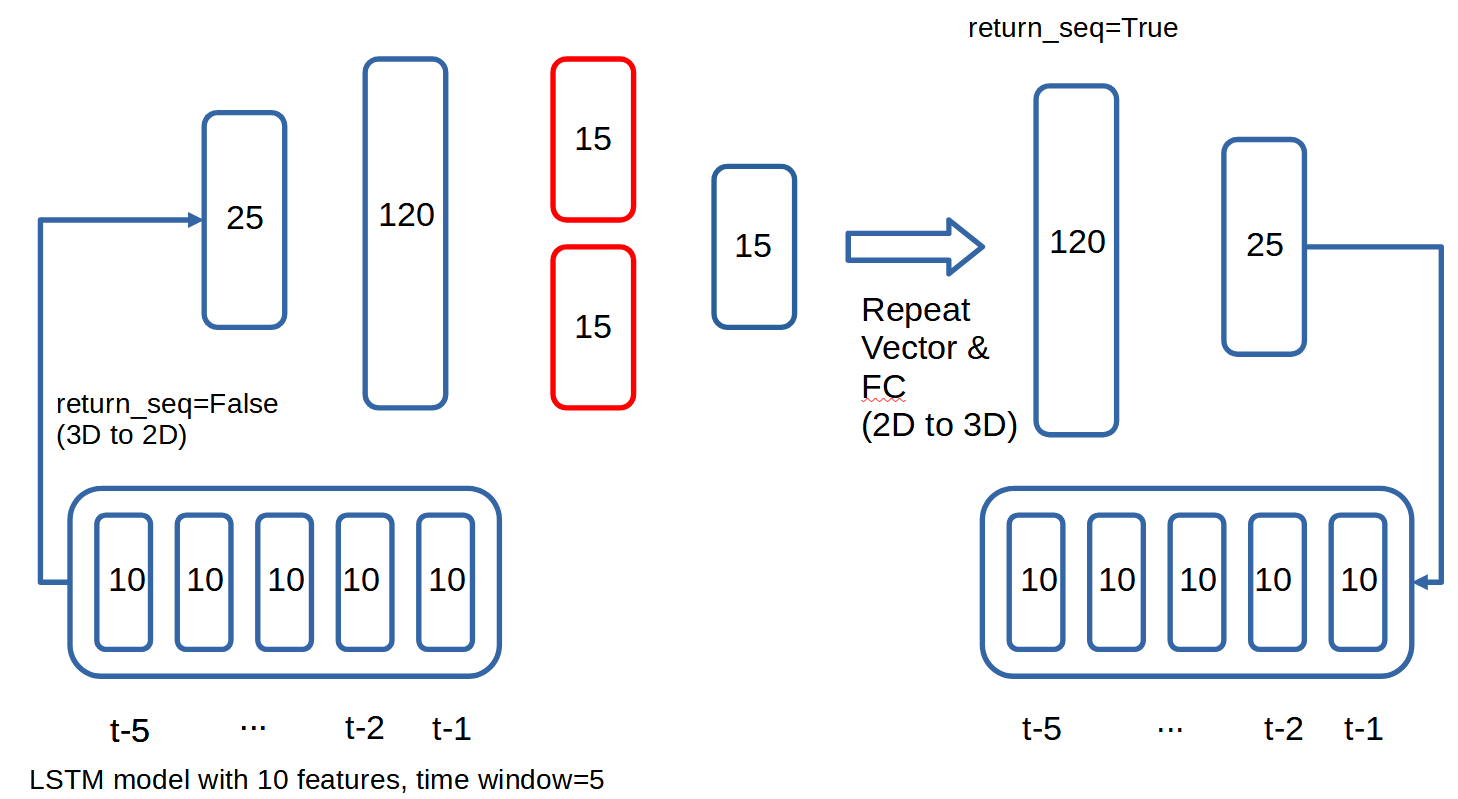 return_seq=True
25
120
15
15
15
120
25
Repeat
Vector &
FC
(2D to 3D)
return_seq=False
(3D to 2D)
10 10 10 10 10
t-5 ... t-2 t-1
LSTM model with 10 features, time window=5
10 10 10 10 10
t-5 ... t-2 t-1